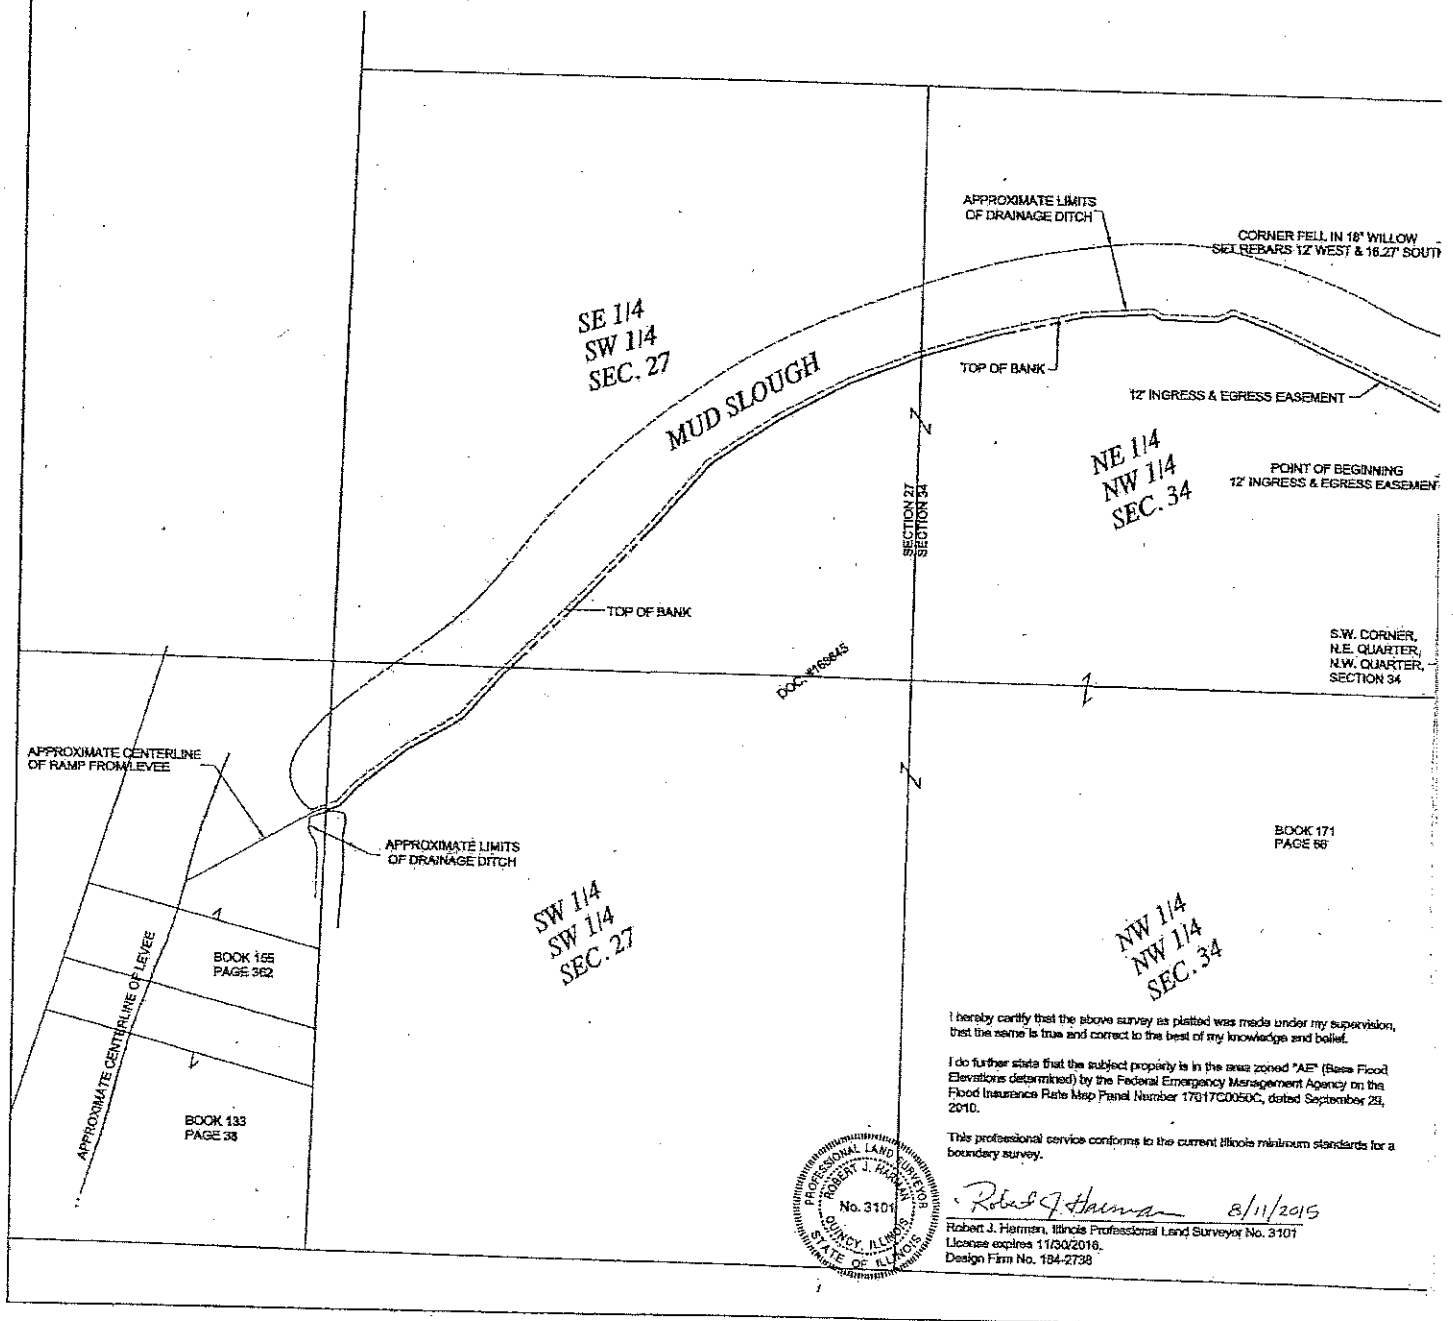 APPROXIMATE LIMITS
OF DRAINAGE DITCH
CORNER FELL IN 18" WILLOW
SET REBARS 12' WEST & 16.27' SOUTH
SE 1/4
SW 1/4
SEC. 27
MUD SLOUGH
TOP OF BANK
12' INGRESS & EGRESS EASEMENT
NE 1/4
NW 1/4
SEC. 34
POINT OF BEGINNING
12' INGRESS & EGRESS EASEMEN
SECTION 27
SECTION 34
TOP OF BANK
DOC. #169645
S.W. CORNER,
N.E. QUARTER,
N.W. QUARTER,
SECTION 34
APPROXIMATE CENTERLINE
OF RAMP FROM LEVEE
APPROXIMATE LIMITS
OF DRAINAGE DITCH
BOOK 171
PAGE 66
SW 1/4
SW 1/4
SEC. 27
NW 1/4
NW 1/4
SEC. 34
BOOK 155
PAGE 362
APPROXIMATE CENTERLINE OF LEVEE
BOOK 133
PAGE 38
I hereby certify that the above survey as platted was made under my supervision,
that the same is true and correct to the best of my knowledge and belief.
I do further state that the subject property is in the area zoned "AE" (Base Flood
Elevations determined) by the Federal Emergency Management Agency on the
Flood Insurance Rate Map Panel Number 17017C0050C, dated September 29,
2010.
This professional service conforms to the current Illinois minimum standards for a
boundary survey.
PROFESSIONAL LAND SURVEYOR
ROBERT J. HARMAN
No. 3101
QUINCY, ILLINOIS
STATE OF ILLINOIS
Robert J. Harman 8/11/2015
Robert J. Harman, Illinois Professional Land Surveyor No. 3101
License expires 11/30/2016.
Design Firm No. 184-2738